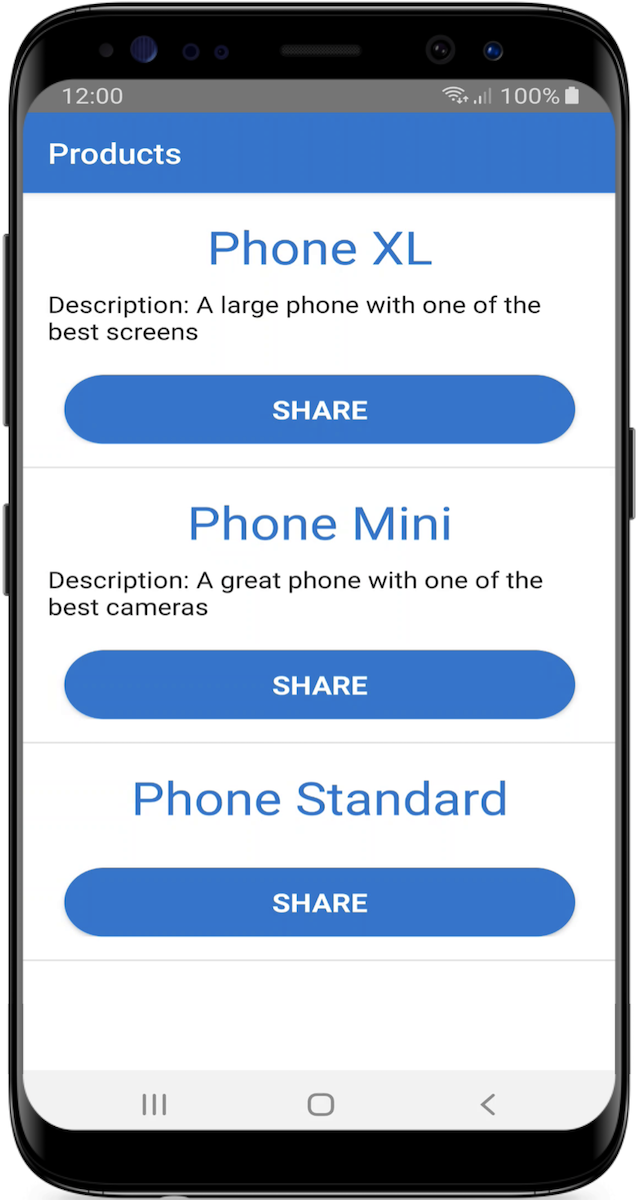 12:00
100%
Products
Phone XL
Description: A large phone with one of the
best screens
SHARE
Phone Mini
Description: A great phone with one of the
best cameras
SHARE
Phone Standard
SHARE